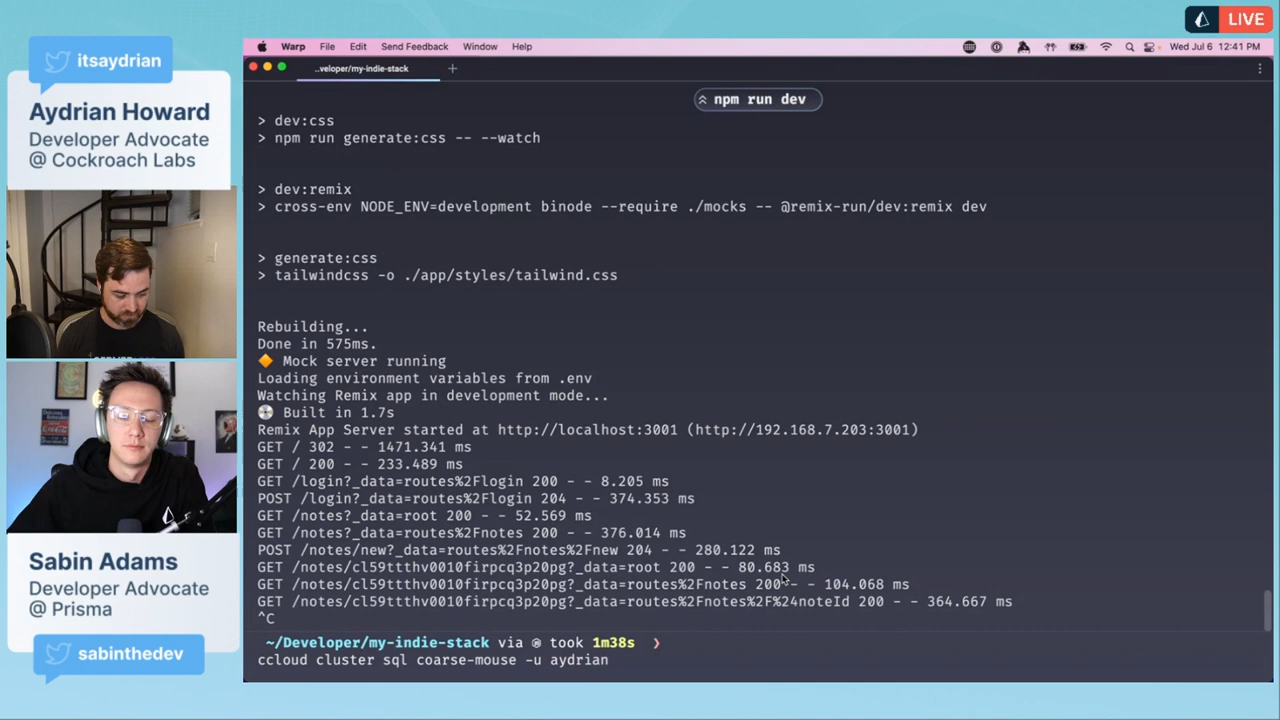 LIVE
itsaydrian
Aydrian Howard
Developer Advocate
@ Cockroach Labs
Sabin Adams
Developer Advocate
@ Prisma
sabinthedev
Warp File Edit Send Feedback Window Help Wed Jul 6 12:41 PM
..veloper/my-indie-stack +
npm run dev
> dev:css
> npm run generate:css -- --watch
> dev:remix
> cross-env NODE_ENV=development binode --require ./mocks -- @remix-run/dev:remix dev
> generate:css
> tailwindcss -o ./app/styles/tailwind.css
Rebuilding...
Done in 575ms.
🔶 Mock server running
Loading environment variables from .env
Watching Remix app in development mode...
💿 Built in 1.7s
Remix App Server started at http://localhost:3001 (http://192.168.7.203:3001)
GET / 302 - - 1471.341 ms
GET / 200 - - 233.489 ms
GET /login?_data=routes%2Flogin 200 - - 8.205 ms
POST /login?_data=routes%2Flogin 204 - - 374.353 ms
GET /notes?_data=root 200 - - 52.569 ms
GET /notes?_data=routes%2Fnotes 200 - - 376.014 ms
POST /notes/new?_data=routes%2Fnotes%2Fnew 204 - - 280.122 ms
GET /notes/cl59ttthv0010firpcq3p20pg?_data=root 200 - - 80.683 ms
GET /notes/cl59ttthv0010firpcq3p20pg?_data=routes%2Fnotes 200 - - 104.068 ms
GET /notes/cl59ttthv0010firpcq3p20pg?_data=routes%2Fnotes%2F%24noteId 200 - - 364.667 ms
^C
~/Developer/my-indie-stack via took 1m38s ❯
ccloud cluster sql coarse-mouse -u aydrian